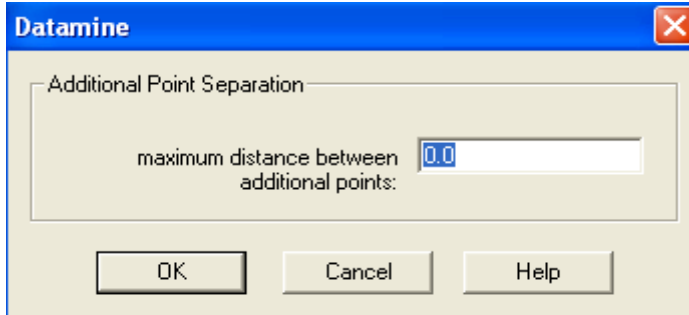 Datamine
Additional Point Separation
maximum distance between
additional points:
0.0
OK
Cancel
Help